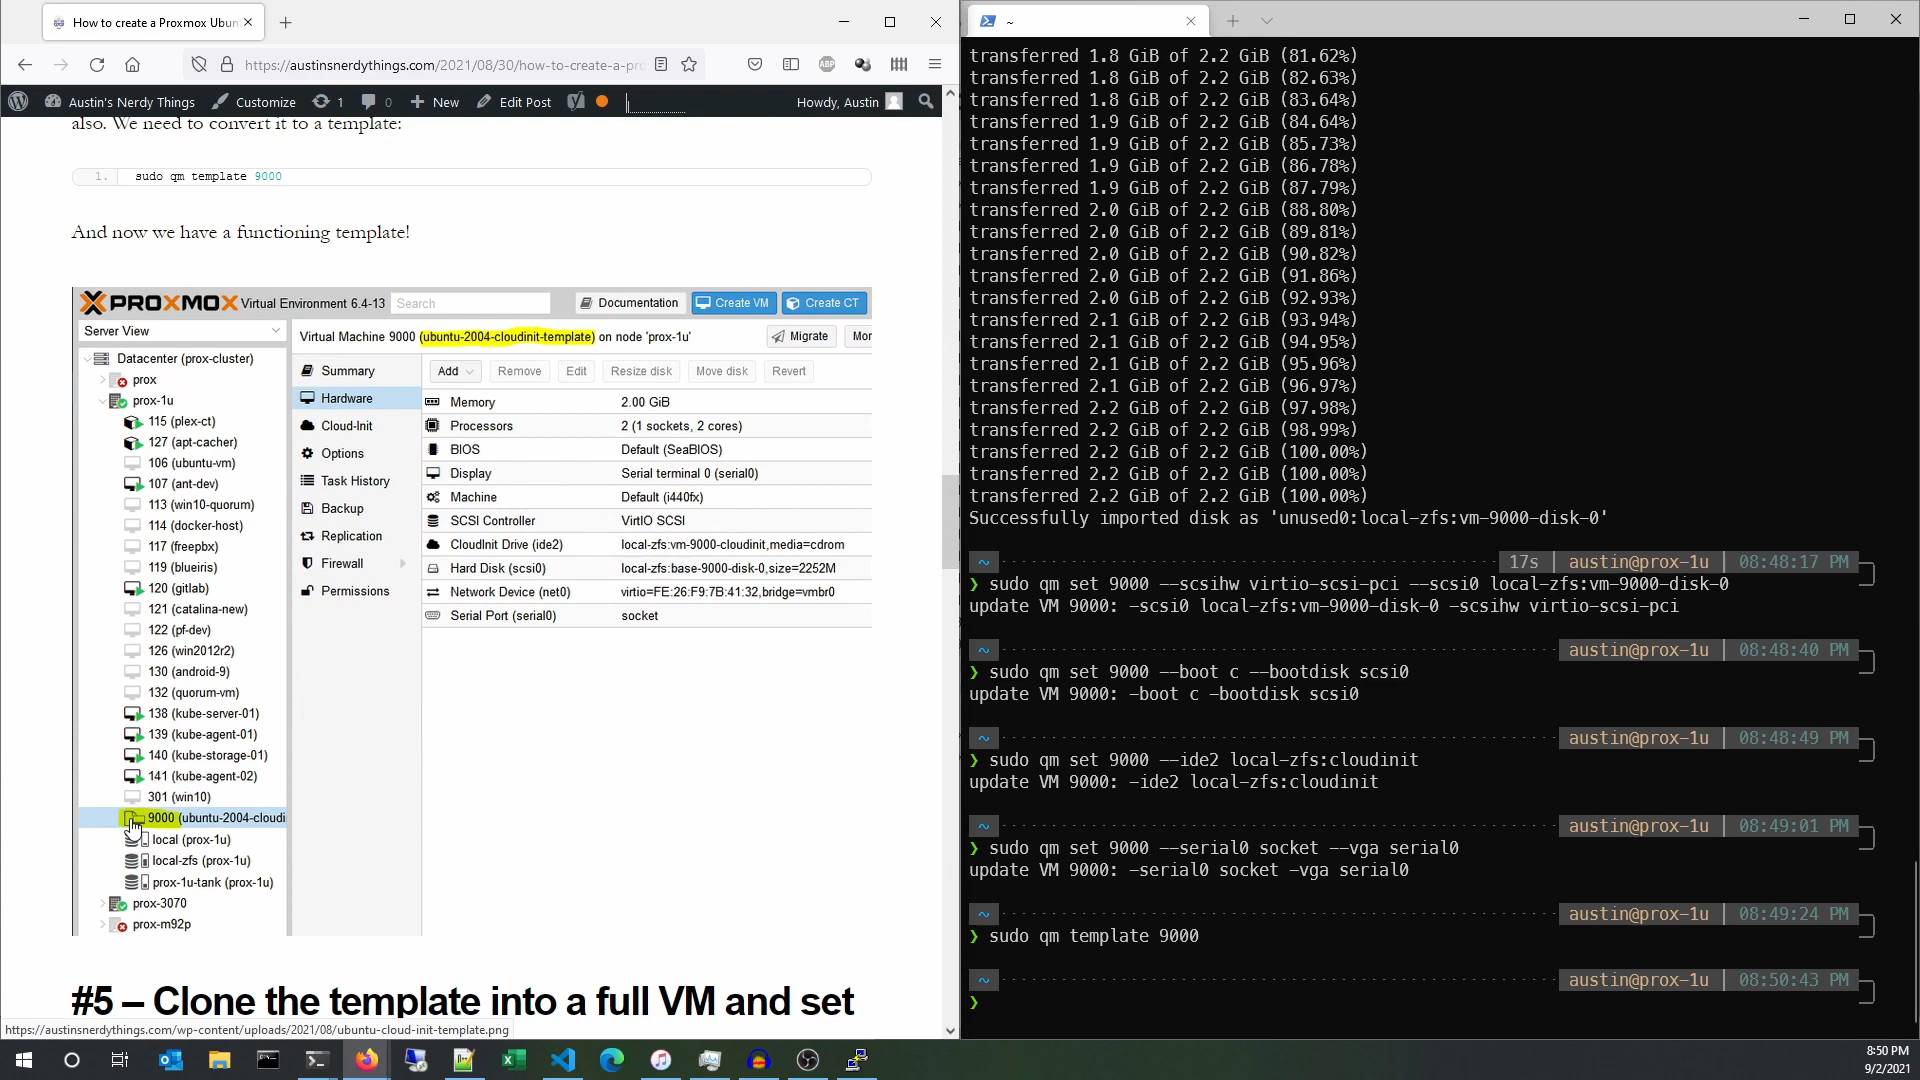 How to create a Proxmox Ubun
https://austinsnerdythings.com/2021/08/30/how-to-create-a-pro
ABP
Austin's Nerdy Things
Customize
1
0
New
Edit Post
Howdy, Austin
also. We need to convert it to a template:
1. sudo qm template 9000
And now we have a functioning template!
PROXMOX Virtual Environment 6.4-13
Search
Documentation
Create VM
Create CT
Server View
Virtual Machine 9000 (ubuntu-2004-cloudinit-template) on node 'prox-1u'
Migrate
Mor
Datacenter (prox-cluster)
prox
prox-1u
115 (plex-ct)
127 (apt-cacher)
106 (ubuntu-vm)
107 (ant-dev)
113 (win10-quorum)
114 (docker-host)
117 (freepbx)
119 (blueiris)
120 (gitlab)
121 (catalina-new)
122 (pf-dev)
126 (win2012r2)
130 (android-9)
132 (quorum-vm)
138 (kube-server-01)
139 (kube-agent-01)
140 (kube-storage-01)
141 (kube-agent-02)
301 (win10)
9000 (ubuntu-2004-cloudi
local (prox-1u)
local-zfs (prox-1u)
prox-1u-tank (prox-1u)
prox-3070
prox-m92p
Summary
Hardware
Cloud-Init
Options
Task History
Backup
Replication
Firewall
Permissions
Add
Remove
Edit
Resize disk
Move disk
Revert
Memory 2.00 GiB
Processors 2 (1 sockets, 2 cores)
BIOS Default (SeaBIOS)
Display Serial terminal 0 (serial0)
Machine Default (i440fx)
SCSI Controller VirtIO SCSI
CloudInit Drive (ide2) local-zfs:vm-9000-cloudinit,media=cdrom
Hard Disk (scsi0) local-zfs:base-9000-disk-0,size=2252M
Network Device (net0) virtio=FE:26:F9:7B:41:32,bridge=vmbr0
Serial Port (serial0) socket
#5 – Clone the template into a full VM and set
https://austinsnerdythings.com/wp-content/uploads/2021/08/ubuntu-cloud-init-template.png
~
transferred 1.8 GiB of 2.2 GiB (81.62%)
transferred 1.8 GiB of 2.2 GiB (82.63%)
transferred 1.8 GiB of 2.2 GiB (83.64%)
transferred 1.9 GiB of 2.2 GiB (84.64%)
transferred 1.9 GiB of 2.2 GiB (85.73%)
transferred 1.9 GiB of 2.2 GiB (86.78%)
transferred 1.9 GiB of 2.2 GiB (87.79%)
transferred 2.0 GiB of 2.2 GiB (88.80%)
transferred 2.0 GiB of 2.2 GiB (89.81%)
transferred 2.0 GiB of 2.2 GiB (90.82%)
transferred 2.0 GiB of 2.2 GiB (91.86%)
transferred 2.0 GiB of 2.2 GiB (92.93%)
transferred 2.1 GiB of 2.2 GiB (93.94%)
transferred 2.1 GiB of 2.2 GiB (94.95%)
transferred 2.1 GiB of 2.2 GiB (95.96%)
transferred 2.1 GiB of 2.2 GiB (96.97%)
transferred 2.2 GiB of 2.2 GiB (97.98%)
transferred 2.2 GiB of 2.2 GiB (98.99%)
transferred 2.2 GiB of 2.2 GiB (100.00%)
transferred 2.2 GiB of 2.2 GiB (100.00%)
transferred 2.2 GiB of 2.2 GiB (100.00%)
Successfully imported disk as 'unused0:local-zfs:vm-9000-disk-0'
~ 17s | austin@prox-1u | 08:48:17 PM
❯ sudo qm set 9000 --scsihw virtio-scsi-pci --scsi0 local-zfs:vm-9000-disk-0
update VM 9000: -scsi0 local-zfs:vm-9000-disk-0 -scsihw virtio-scsi-pci
~ austin@prox-1u | 08:48:40 PM
❯ sudo qm set 9000 --boot c --bootdisk scsi0
update VM 9000: -boot c -bootdisk scsi0
~ austin@prox-1u | 08:48:49 PM
❯ sudo qm set 9000 --ide2 local-zfs:cloudinit
update VM 9000: -ide2 local-zfs:cloudinit
~ austin@prox-1u | 08:49:01 PM
❯ sudo qm set 9000 --serial0 socket --vga serial0
update VM 9000: -serial0 socket -vga serial0
~ austin@prox-1u | 08:49:24 PM
❯ sudo qm template 9000
~ austin@prox-1u | 08:50:43 PM
❯
8:50 PM
9/2/2021